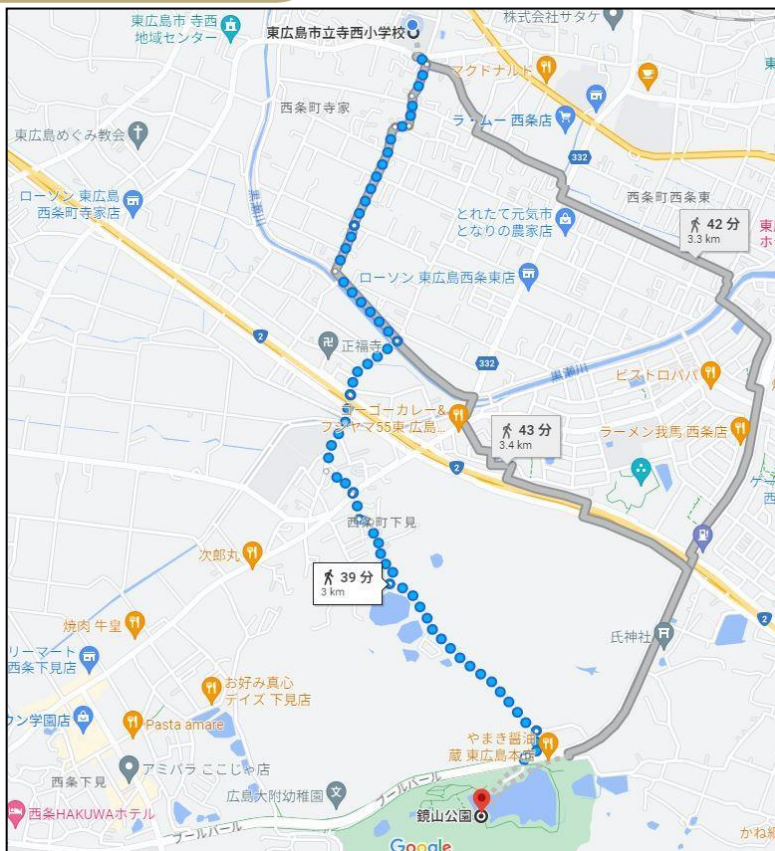 東広島市 寺西
地域センター
東広島市立寺西小学校
株式会社サタケ
マクドナルド
西条町寺家
ラ・ムー 西条店
東広島めぐみ教会
332
ローソン 東広島
西条町寺家店
黒瀬川
西条町西条東
とれたて元気市
となりの農家店
42 分
3.3 km
ローソン 東広島西条東店
2
正福寺
332
黒瀬川
ビストロパパ
ゴーゴーカレー&
フジヤマ55東広島...
43 分
3.4 km
ラーメン我馬 西条店
2
西条町下見
次郎丸
39 分
3 km
焼肉 牛皇
氏神社
2
リーマート
西条下見店
お好み真心
デイズ 下見店
ウン学園店
Pasta amare
やまき醤油
蔵 東広島本店
西条下見
アミパラ ここじゃ店
広島大附幼稚園
ブールバール
西条HAKUWAホテル
鏡山公園
ブールバール
Google